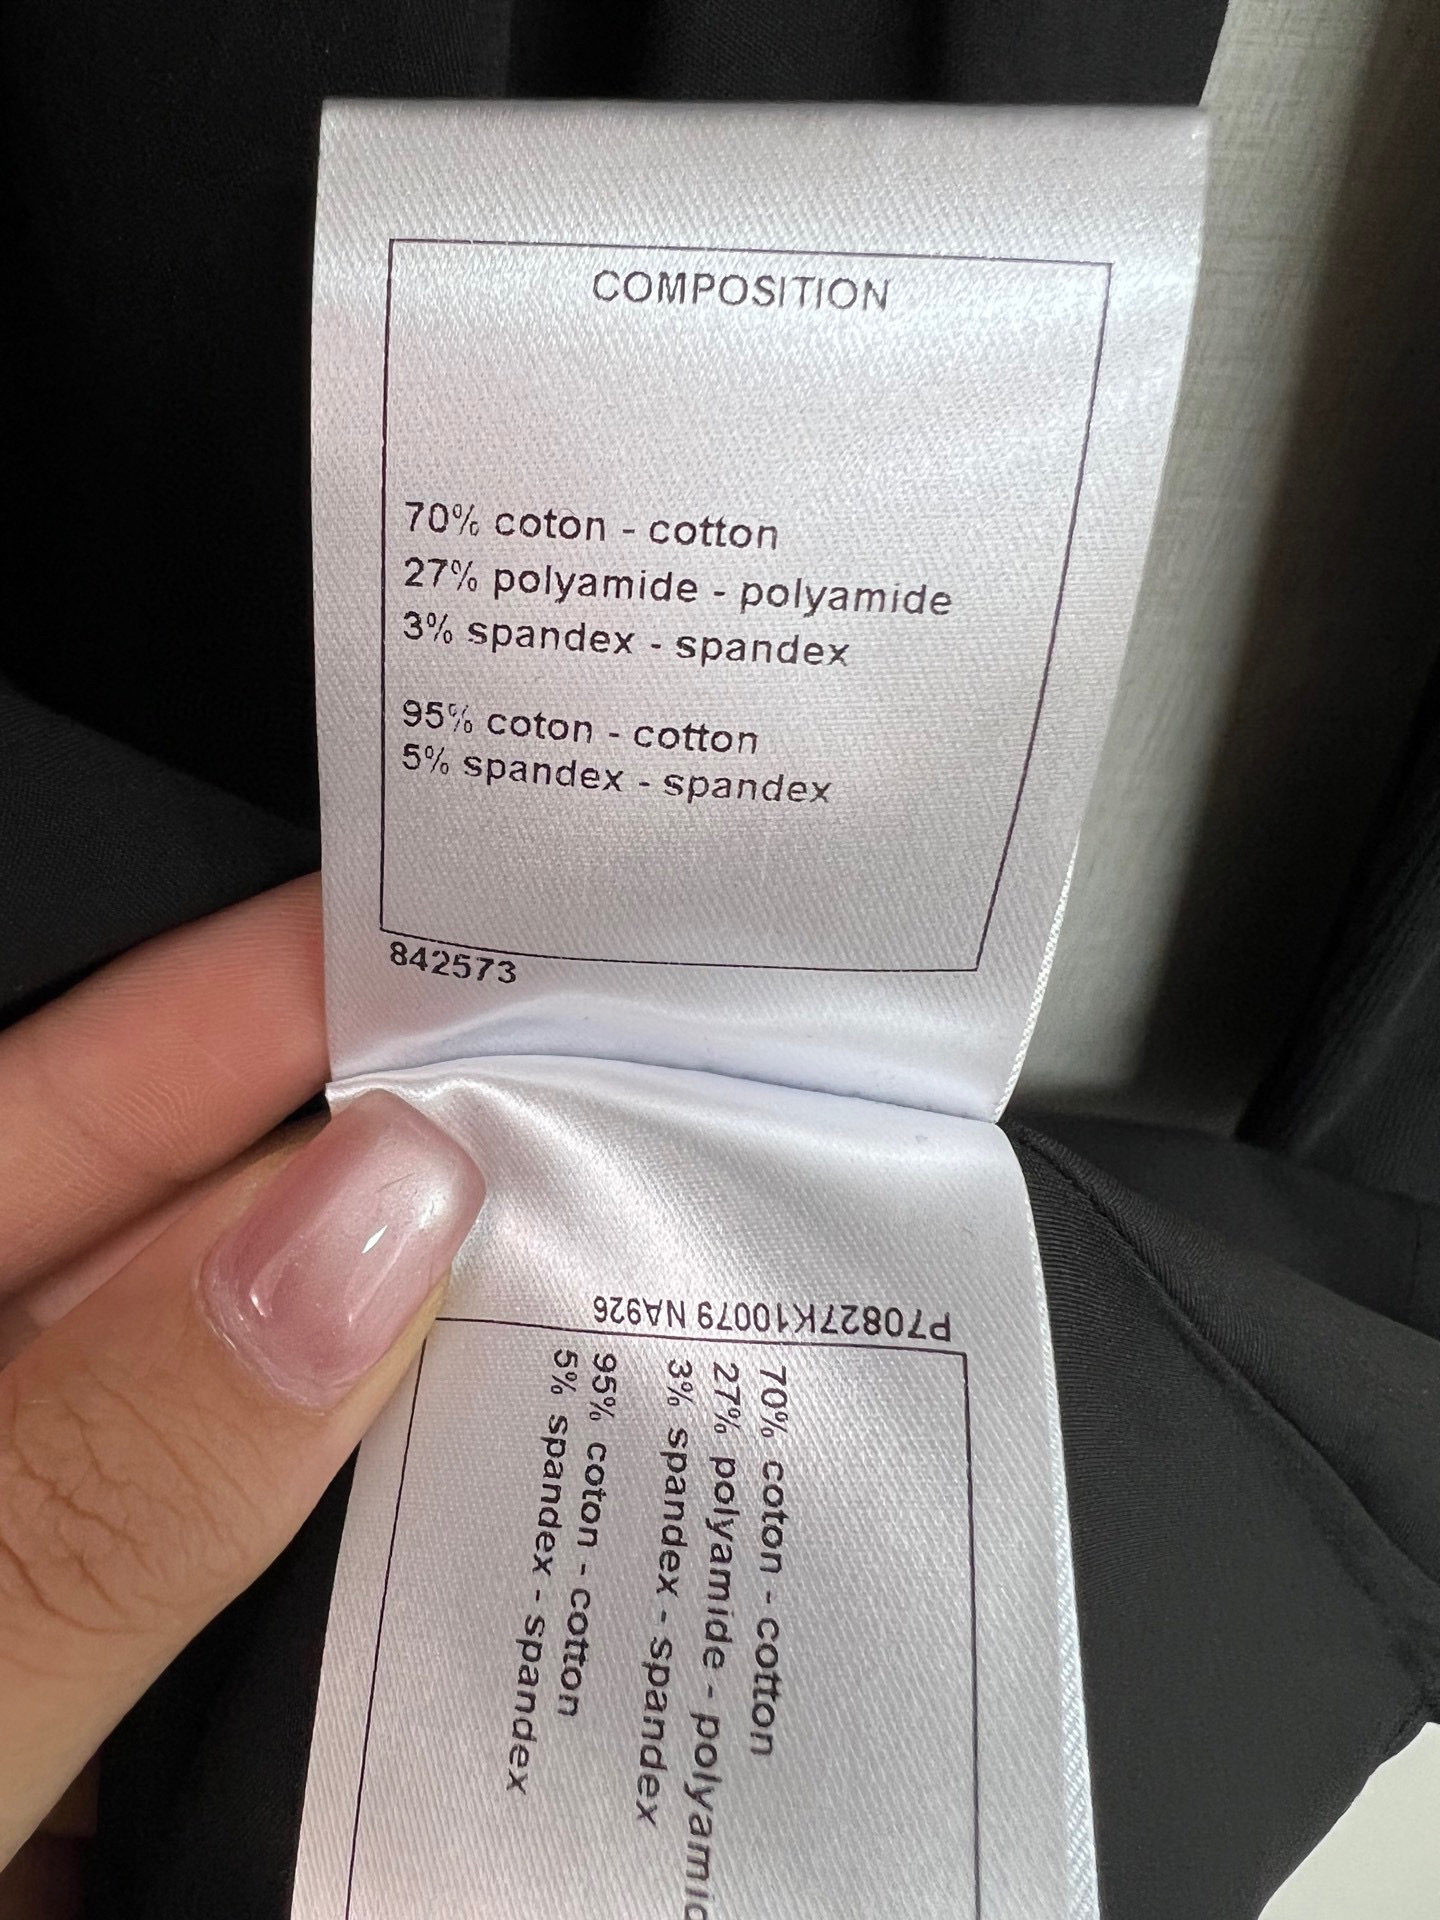 COMPOSITION
70% coton - cotton
27% polyamide - polyamide
3% spandex - spandex
95% coton - cotton
5% spandex - spandex
842573
P70827K10079 NA926
70% coton - cotton
27% polyamide - polyamid
3% spandex - spandex
95% coton - cotton
5% spandex - spandex